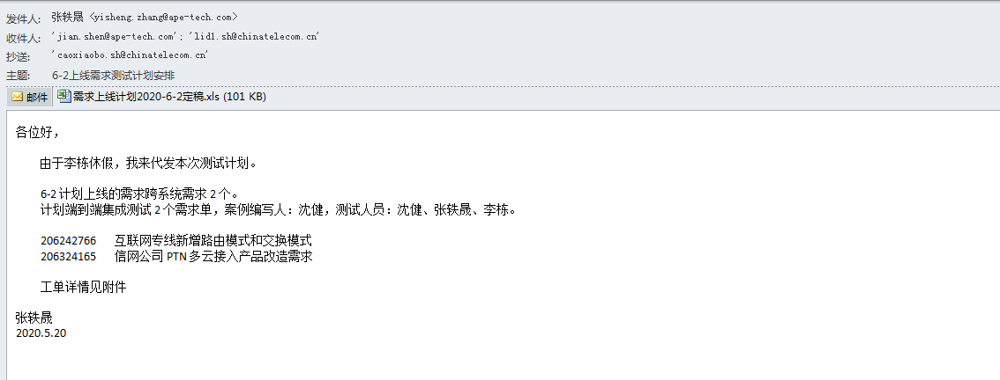 发件人: 张轶晟 <yisheng.zhang@ape-tech.com>
收件人: 'jian.shen@ape-tech.com'; 'lid1.sh@chinatelecom.cn'
抄送: 'caoxiaobo.sh@chinatelecom.cn'
主题: 6-2上线需求测试计划安排
邮件 需求上线计划2020-6-2定稿.xls (101 KB)
各位好，
由于李栋休假，我来代发本次测试计划。
6-2计划上线的需求跨系统需求2个。
计划端到端集成测试2个需求单，案例编写人：沈健，测试人员：沈健、张轶晟、李栋。
206242766 互联网专线新增路由模式和交换模式
206324165 信网公司PTN多云接入产品改造需求
工单详情见附件
张轶晟
2020.5.20